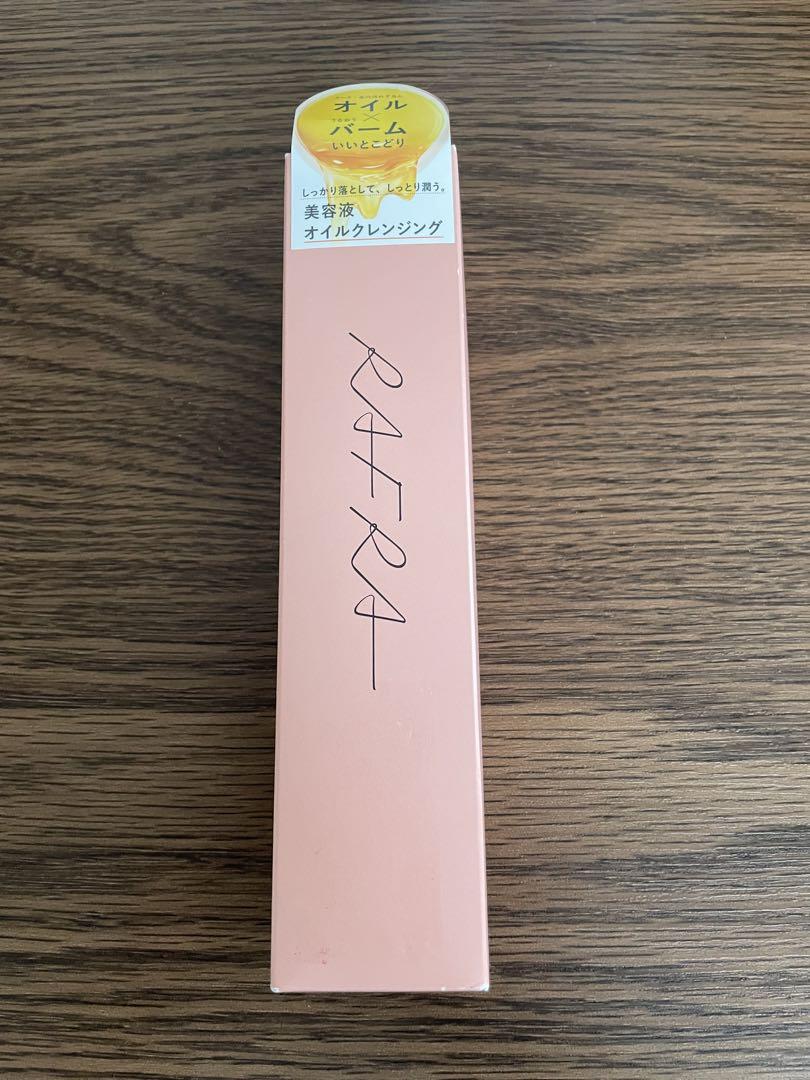 オイル
×
バーム
いいとこどり
しっかり落として、しっとり潤う。
美容液
オイルクレンジング
RAFRA